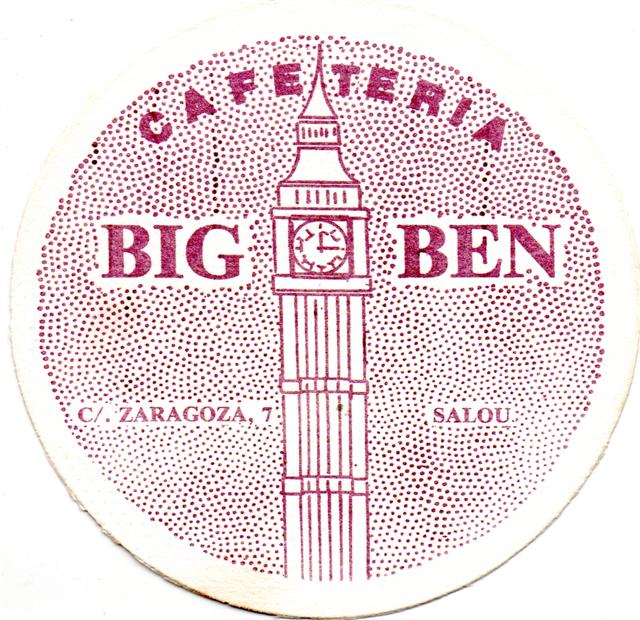 CAFETERIA
BIG BEN
C/. ZARAGOZA, 7 SALOU